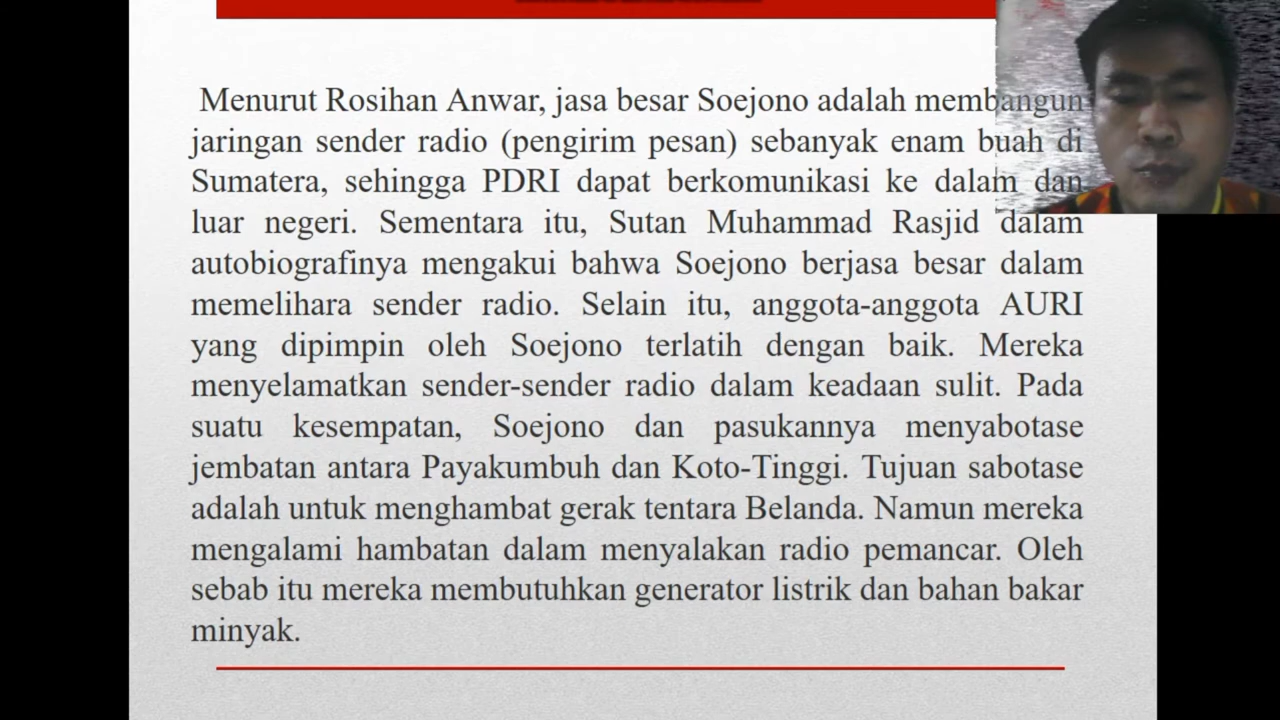 Menurut Rosihan Anwar, jasa besar Soejono adalah membangun
jaringan sender radio (pengirim pesan) sebanyak enam buah di
Sumatera, sehingga PDRI dapat berkomunikasi ke dalam dan
luar negeri. Sementara itu, Sutan Muhammad Rasjid dalam
autobiografinya mengakui bahwa Soejono berjasa besar dalam
memelihara sender radio. Selain itu, anggota-anggota AURI
yang dipimpin oleh Soejono terlatih dengan baik. Mereka
menyelamatkan sender-sender radio dalam keadaan sulit. Pada
suatu kesempatan, Soejono dan pasukannya menyabotase
jembatan antara Payakumbuh dan Koto-Tinggi. Tujuan sabotase
adalah untuk menghambat gerak tentara Belanda. Namun mereka
mengalami hambatan dalam menyalakan radio pemancar. Oleh
sebab itu mereka membutuhkan generator listrik dan bahan bakar
minyak.